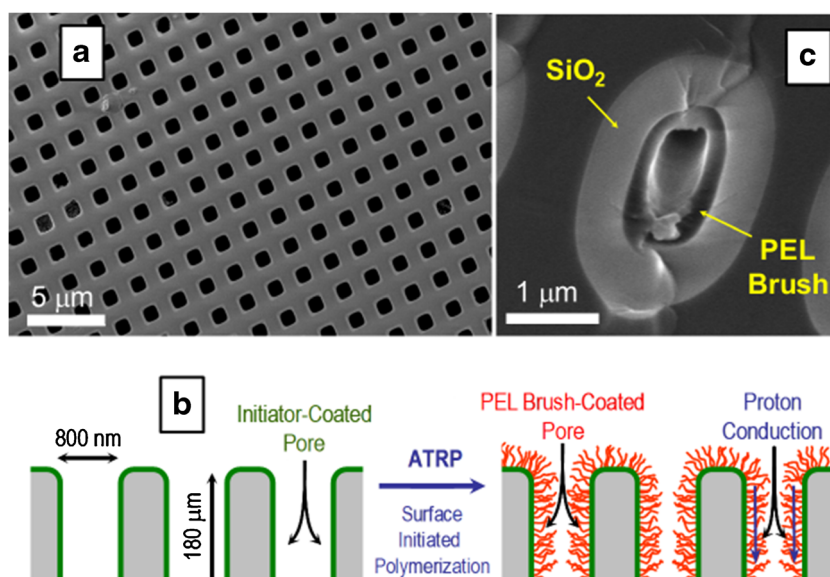 a
c
SiO2
PEL
Brush
5 μm
1 μm
b
800 nm
Initiator-Coated
Pore
180 μm
ATRP
Surface
Initiated
Polymerization
PEL Brush-Coated
Pore
Proton
Conduction